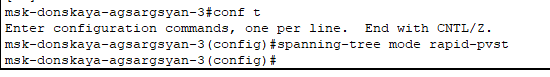 msk-donskaya-agsargsyan-3#conf t
Enter configuration commands, one per line.  End with CNTL/Z.
msk-donskaya-agsargsyan-3(config)#spanning-tree mode rapid-pvst
msk-donskaya-agsargsyan-3(config)#